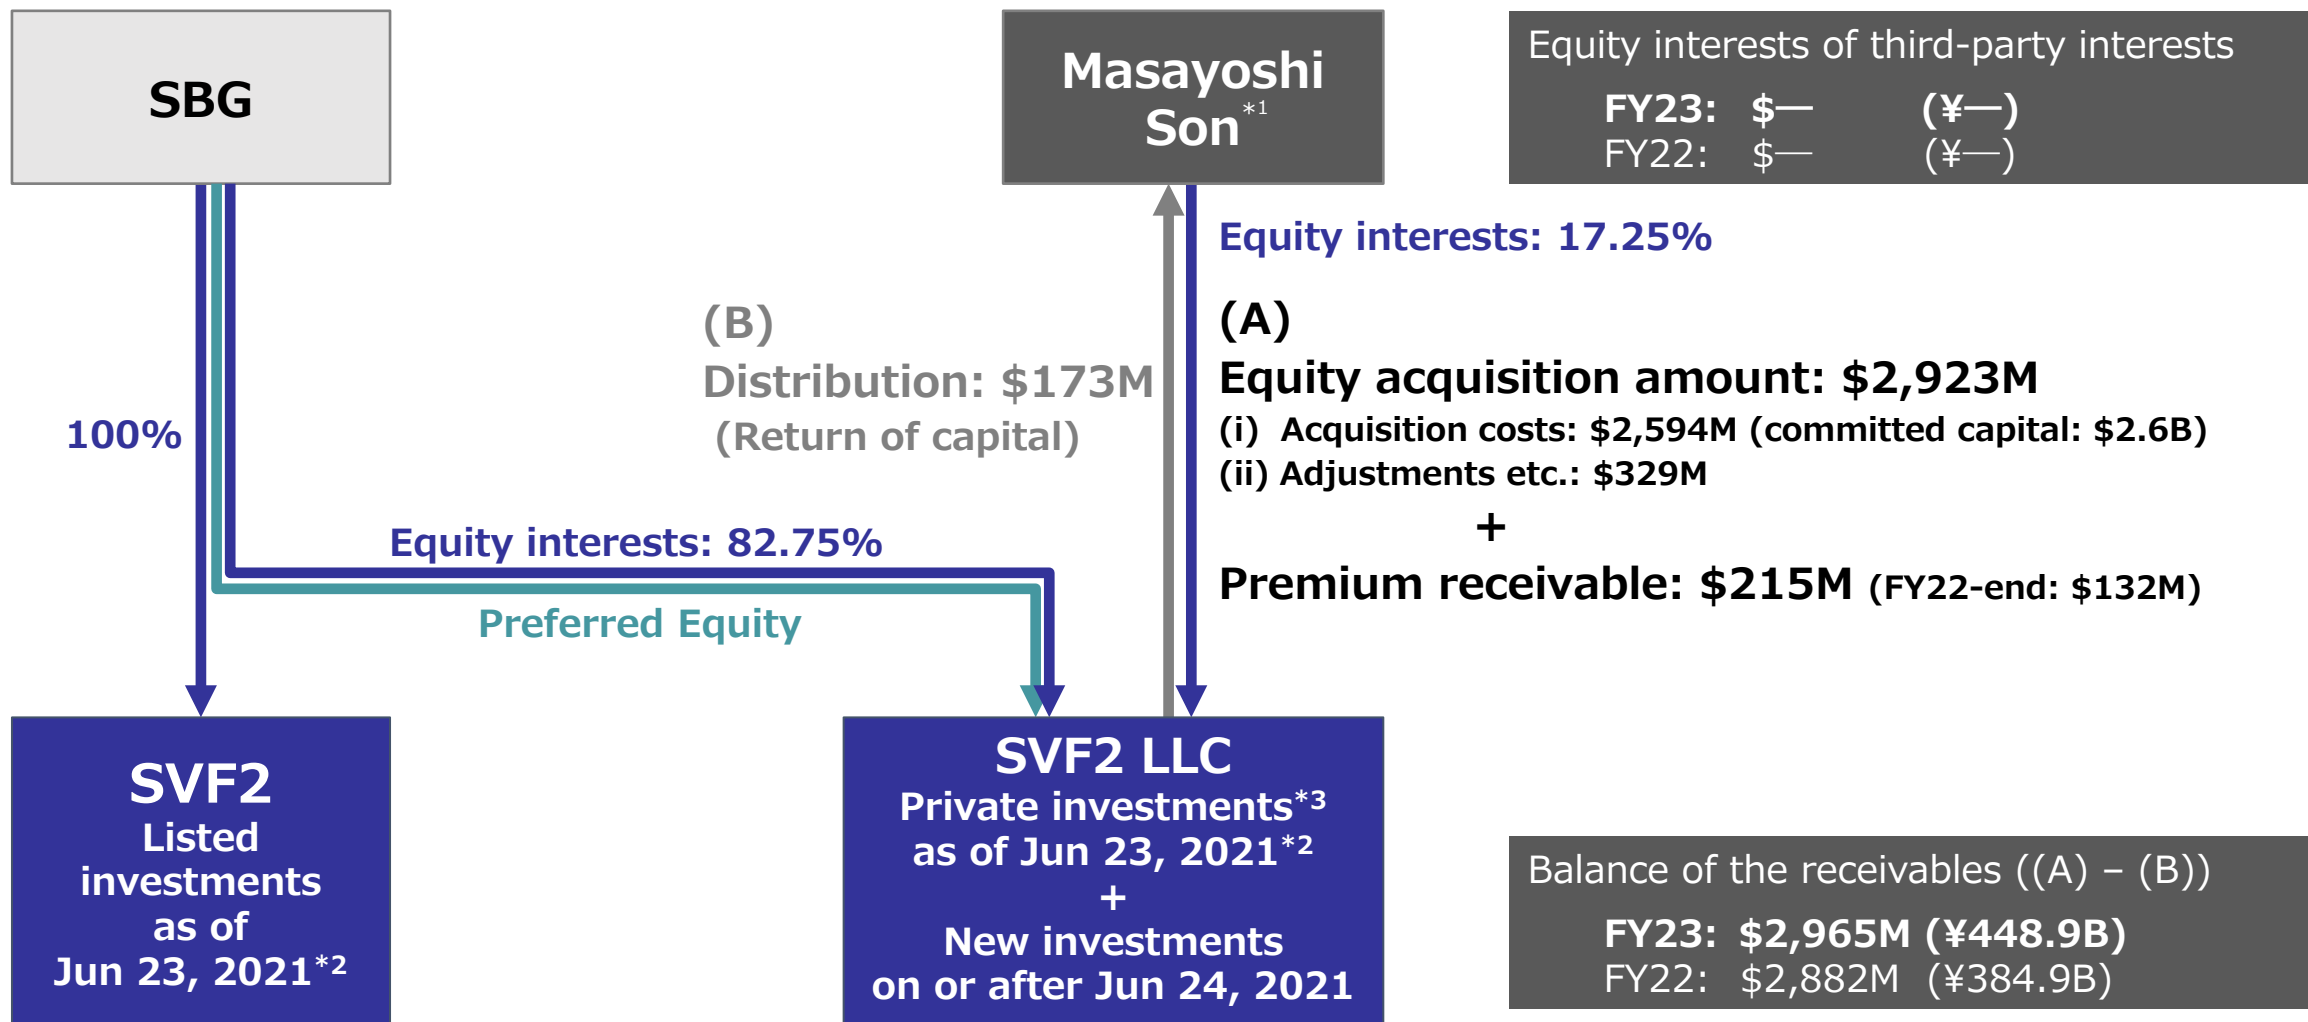 SBG
Masayoshi
Son*1
Equity interests of third-party interests
FY23: $— (¥—)
FY22: $— (¥—)
Equity interests: 17.25%
(A)
Equity acquisition amount: $2,923M
(i) Acquisition costs: $2,594M (committed capital: $2.6B)
(ii) Adjustments etc.: $329M
+
Premium receivable: $215M (FY22-end: $132M)
(B)
Distribution: $173M
(Return of capital)
100%
Equity interests: 82.75%
Preferred Equity
SVF2
Listed
investments
as of
Jun 23, 2021*2
SVF2 LLC
Private investments*3
as of Jun 23, 2021*2
+
New investments
on or after Jun 24, 2021
Balance of the receivables ((A) – (B))
FY23: $2,965M (¥448.9B)
FY22: $2,882M (¥384.9B)